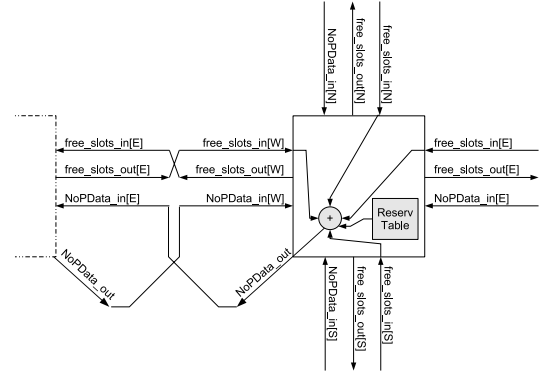 NoPData_in[N]
free_slots_out[N]
free_slots_in[N]
free_slots_in[E]
free_slots_in[W]
free_slots_in[E]
free_slots_out[E]
free_slots_out[W]
free_slots_out[E]
NoPData_in[E]
NoPData_in[W]
NoPData_in[E]
+
Reserv
Table
NoPData_out
NoPData_out
NoPData_in[S]
free_slots_out[S]
free_slots_in[S]